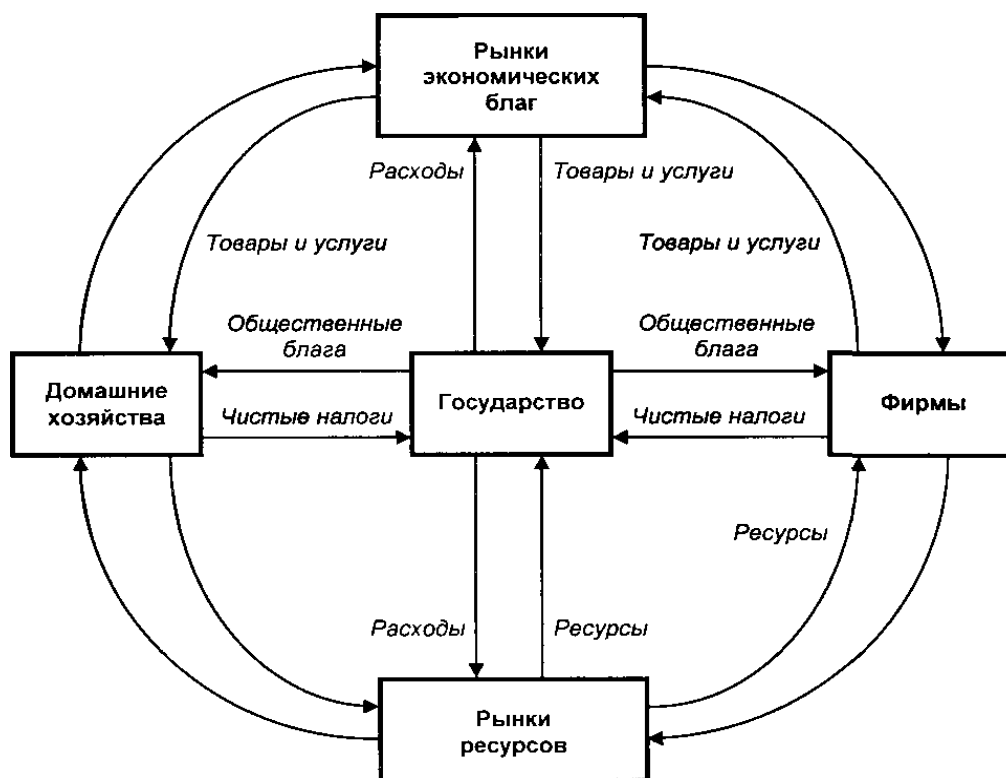 Рынки
экономических
благ
Расходы
Товары и услуги
Товары и услуги
Товары и услуги
Общественные
блага
Общественные
блага
Домашние
хозяйства
Государство
Фирмы
Чистые налоги
Чистые налоги
Ресурсы
Расходы
Ресурсы
Рынки
ресурсов